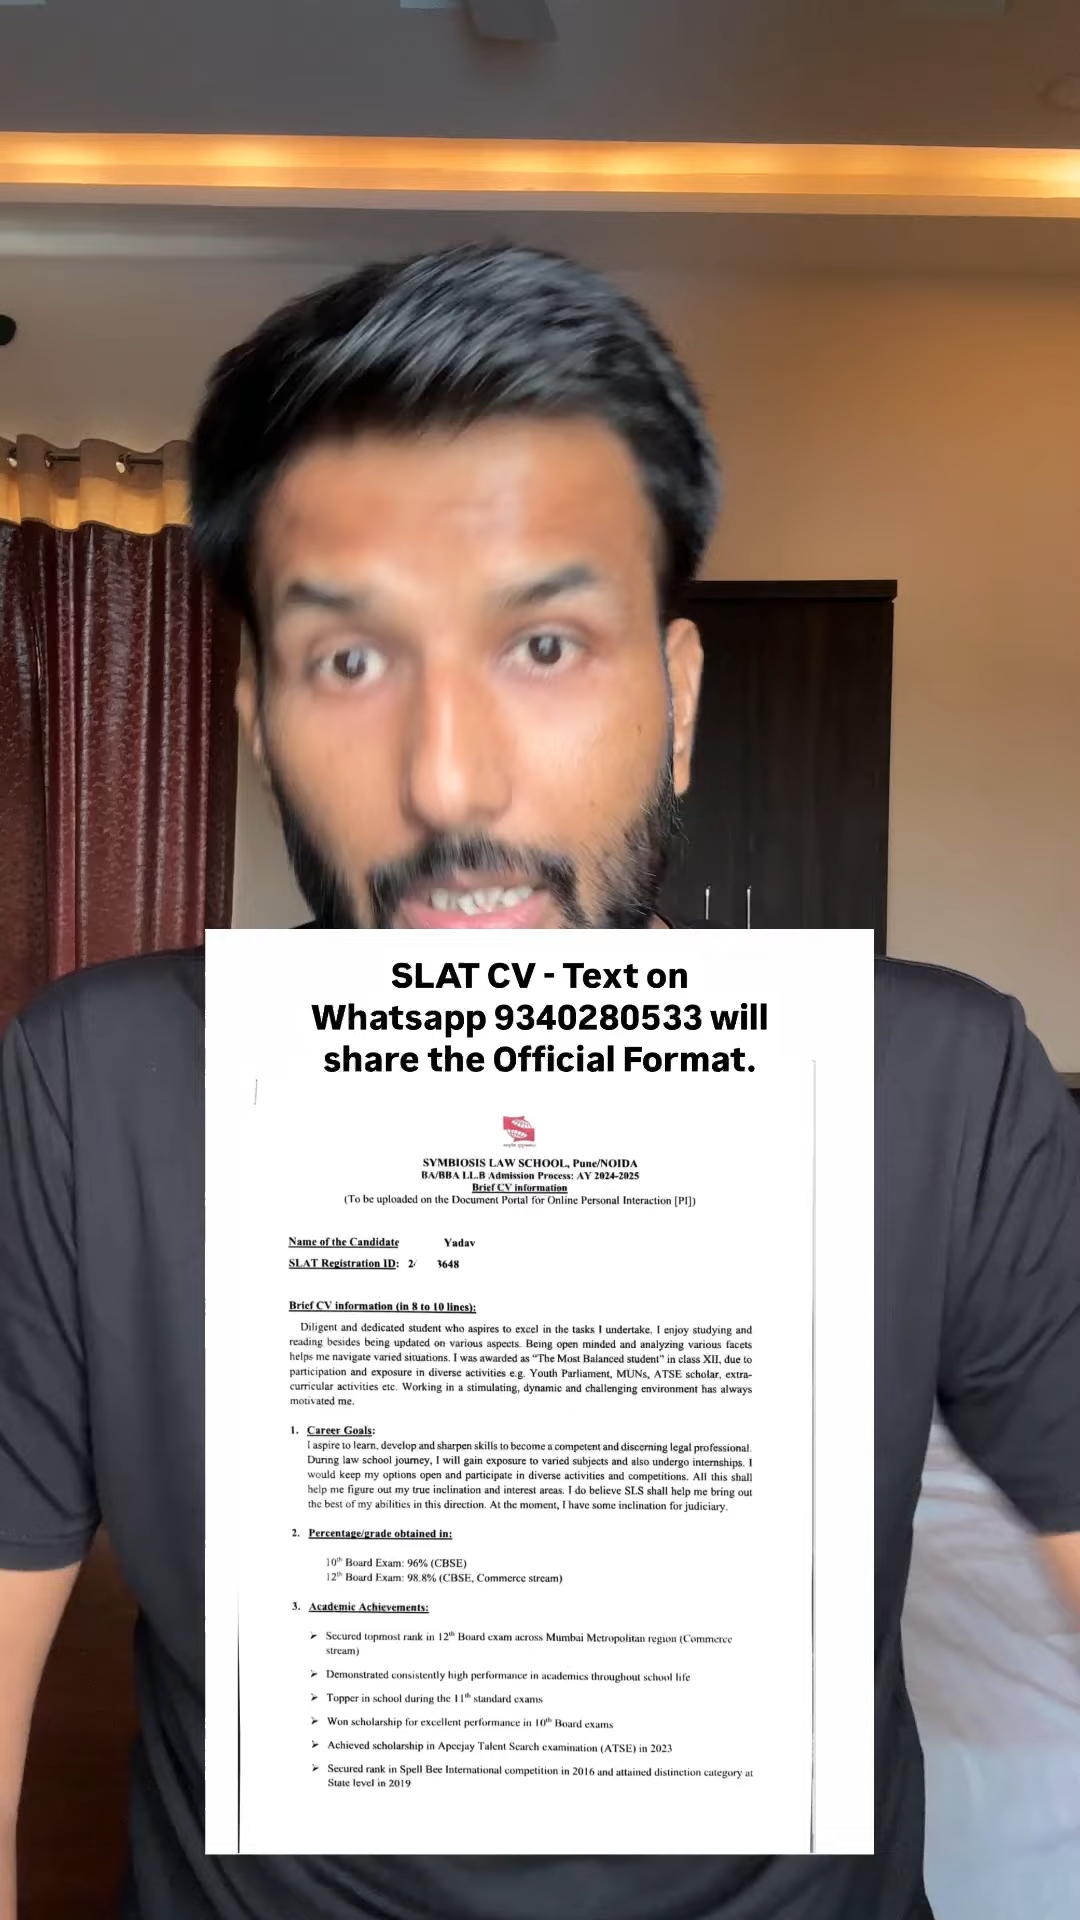 SLAT CV - Text on
Whatsapp 9340280533 will
share the Official Format.
SYMBIOSIS LAW SCHOOL, Pune/NOIDA
BA/BBA LL.B Admission Process: AY 2024-2025
Brief CV information
(To be uploaded on the Document Portal for Online Personal Interaction [PI])
Name of the Candidate Yadav
SLAT Registration ID: 2 3648
Brief CV information (in 8 to 10 lines):
Diligent and dedicated student who aspires to excel in the tasks I undertake. I enjoy studying and
reading besides being updated on various aspects. Being open minded and analyzing various facets
helps me navigate varied situations. I was awarded as "The Most Balanced student" in class XII, due to
participation and exposure in diverse activities e.g. Youth Parliament, MUNs, ATSE scholar, extra-
curricular activities etc. Working in a stimulating, dynamic and challenging environment has always
motivated me.
1. Career Goals:
I aspire to learn, develop and sharpen skills to become a competent and discerning legal professional.
During law school journey, I will gain exposure to varied subjects and also undergo internships. I
would keep my options open and participate in diverse activities and competitions. All this shall
help me figure out my true inclination and interest areas. I do believe SLS shall help me bring out
the best of my abilities in this direction. At the moment, I have some inclination for judiciary.
2. Percentage/grade obtained in:
10th Board Exam: 96% (CBSE)
12th Board Exam: 98.8% (CBSE, Commerce stream)
3. Academic Achievements:
➢ Secured topmost rank in 12th Board exam across Mumbai Metropolitan region (Commerce
stream)
➢ Demonstrated consistently high performance in academics throughout school life
➢ Topper in school during the 11th standard exams
➢ Won scholarship for excellent performance in 10th Board exams
➢ Achieved scholarship in Apeejay Talent Search examination (ATSE) in 2023
➢ Secured rank in Spell Bee International competition in 2016 and attained distinction category at
State level in 2019